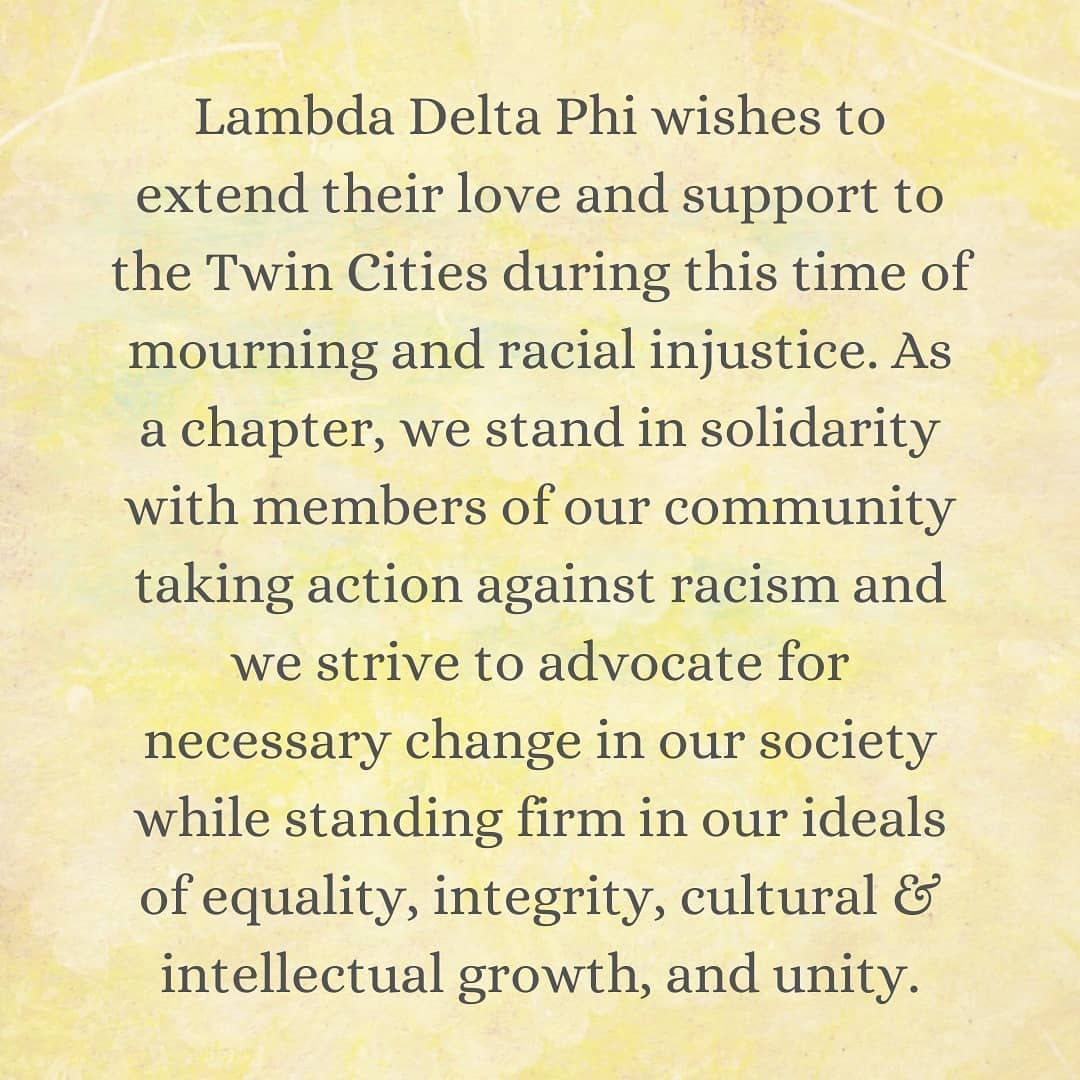 Lambda Delta Phi wishes to
extend their love and support to
the Twin Cities during this time of
mourning and racial injustice. As
a chapter, we stand in solidarity
with members of our community
taking action against racism and
we strive to advocate for
necessary change in our society
while standing firm in our ideals
of equality, integrity, cultural &
intellectual growth, and unity.